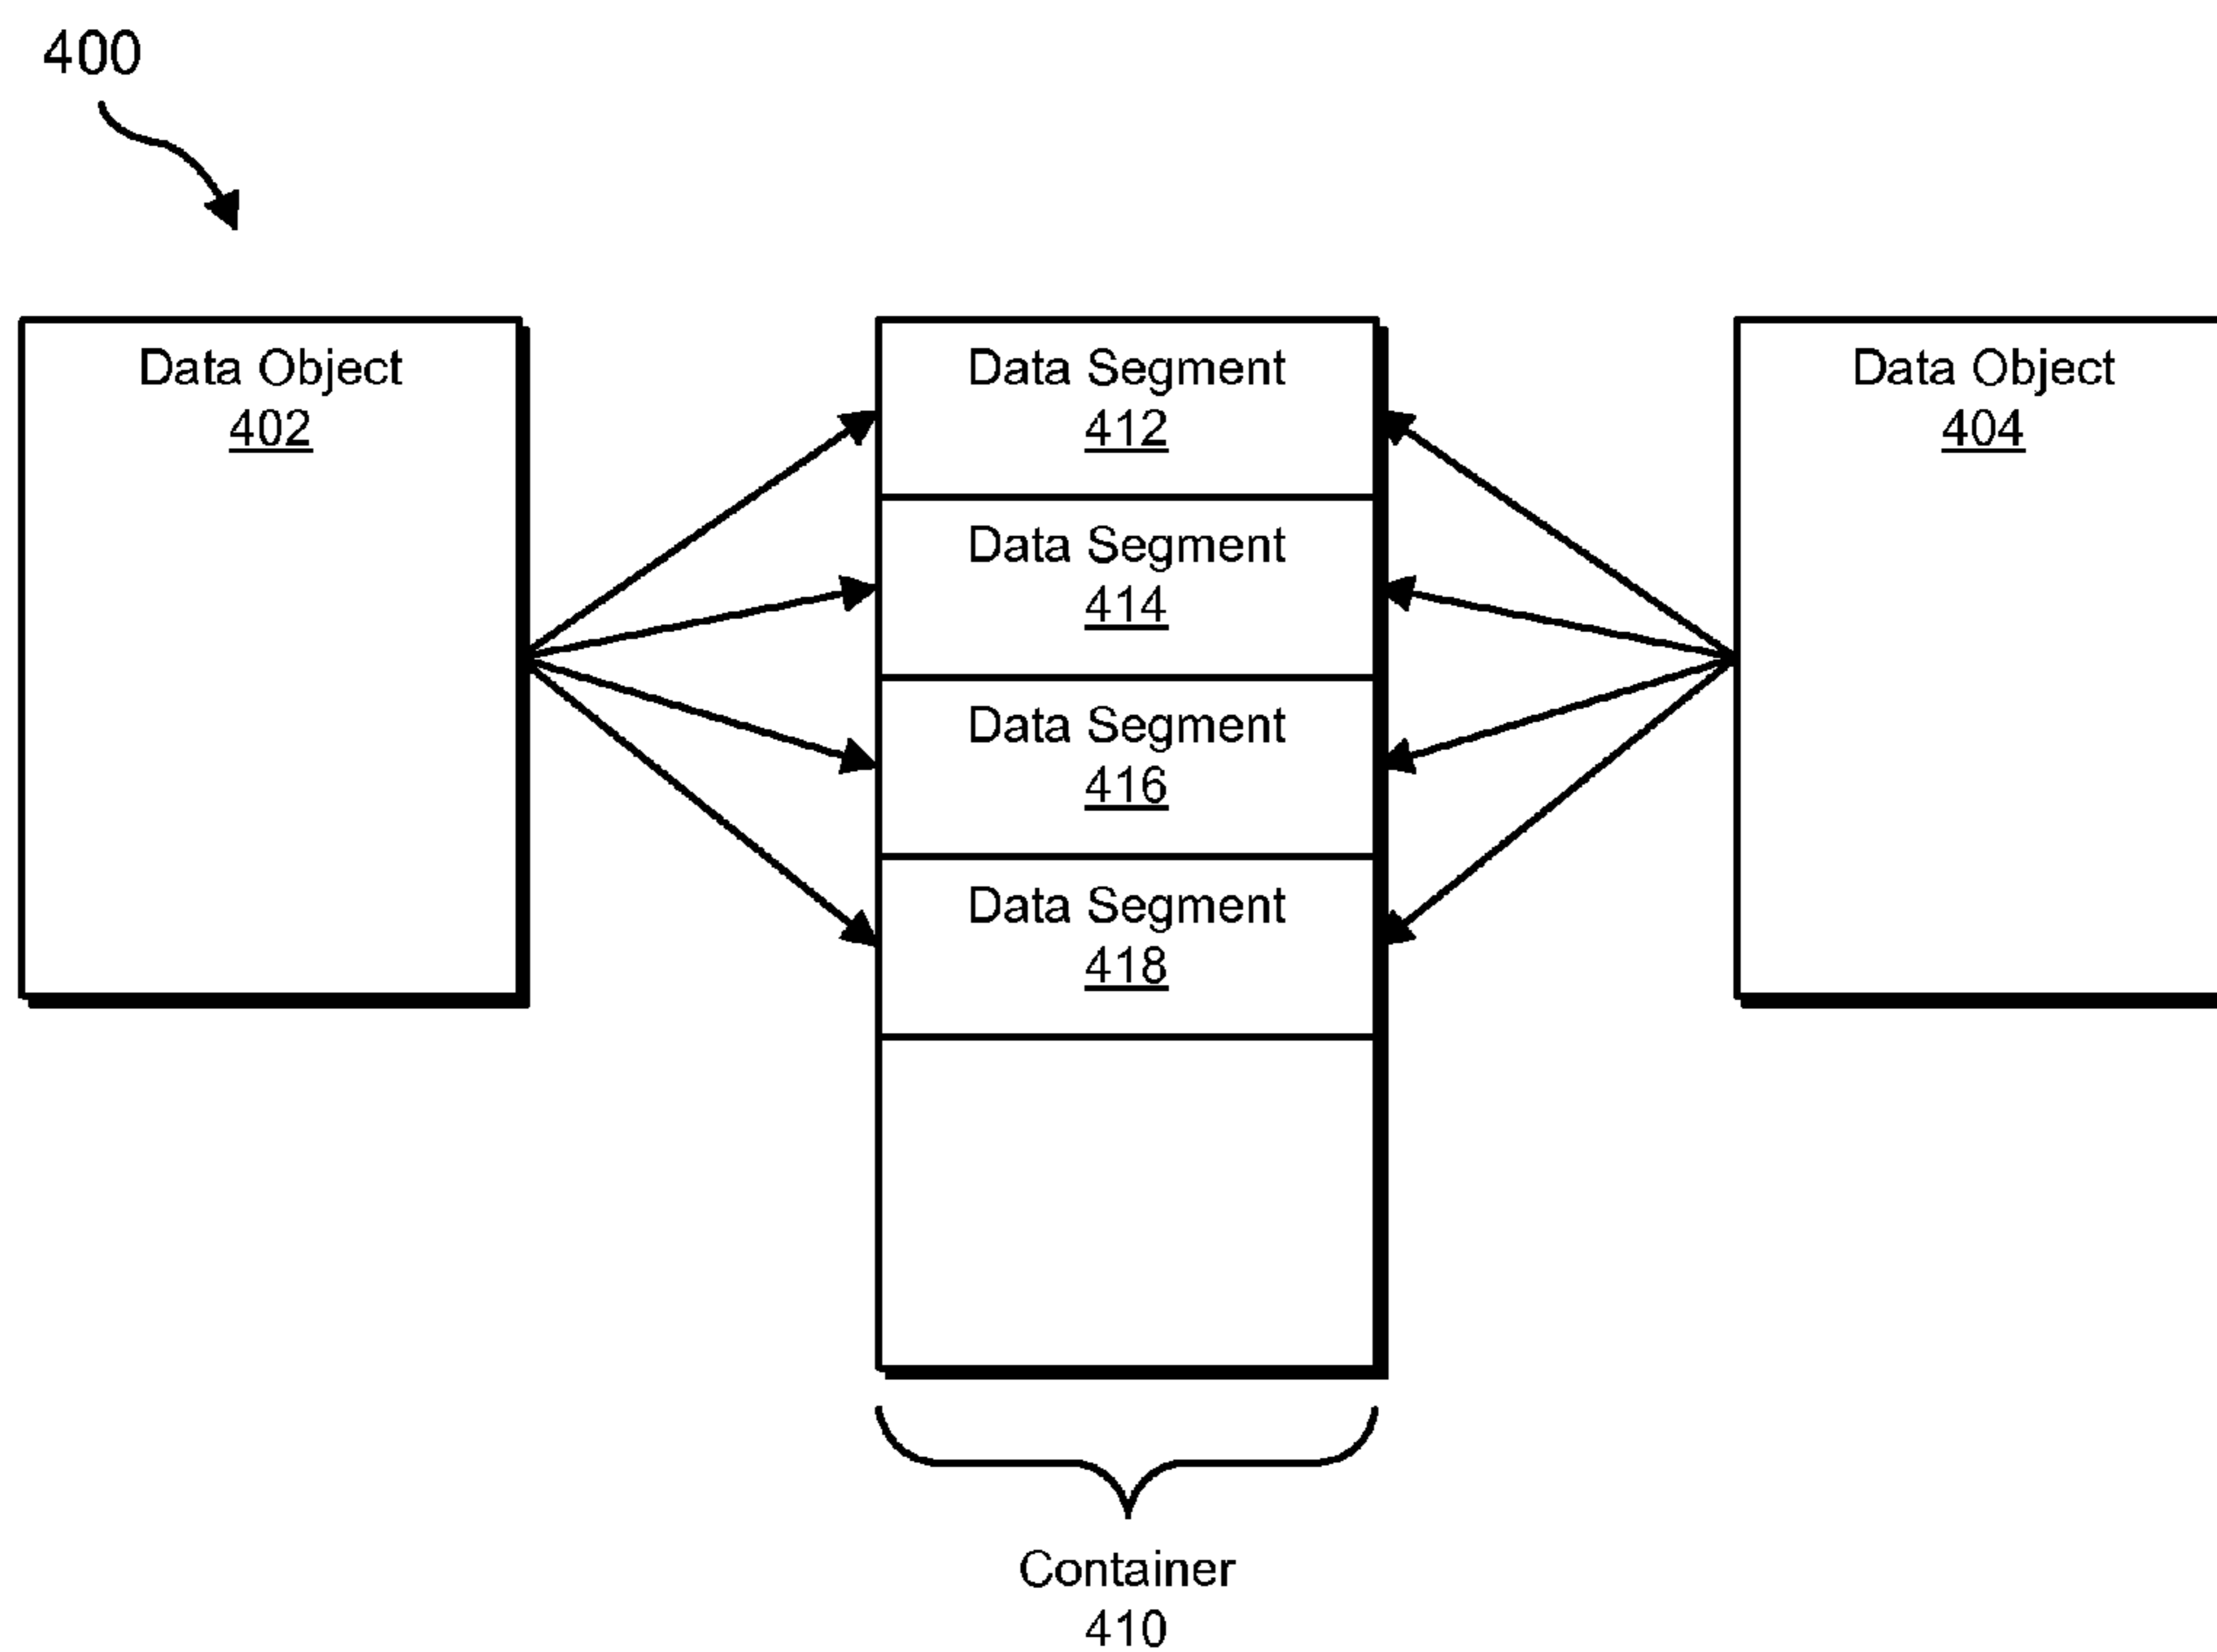 400
Data Object
402
Data Segment
412
Data Segment
414
Data Segment
416
Data Segment
418
Data Object
404
Container
410